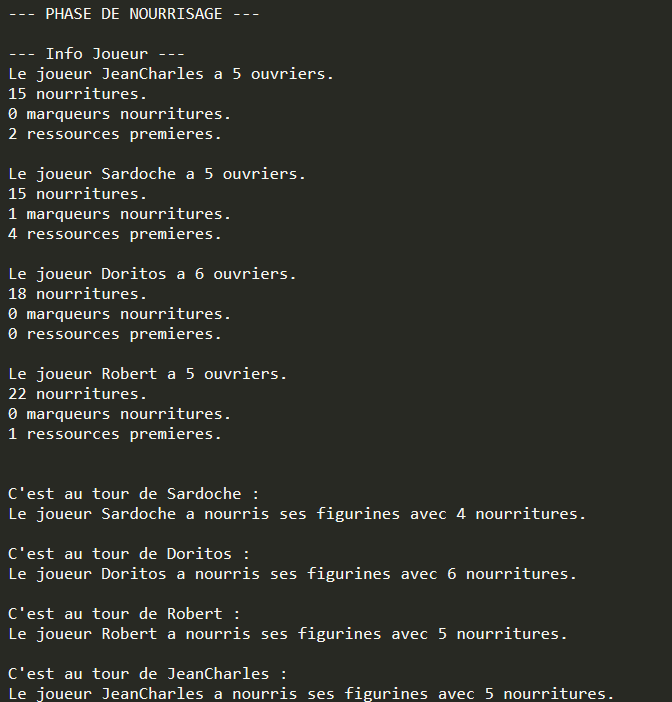 --- PHASE DE NOURRISAGE ---
--- Info Joueur ---
Le joueur JeanCharles a 5 ouvriers.
15 nourritures.
0 marqueurs nourritures.
2 ressources premieres.
Le joueur Sardoche a 5 ouvriers.
15 nourritures.
1 marqueurs nourritures.
4 ressources premieres.
Le joueur Doritos a 6 ouvriers.
18 nourritures.
0 marqueurs nourritures.
0 ressources premieres.
Le joueur Robert a 5 ouvriers.
22 nourritures.
0 marqueurs nourritures.
1 ressources premieres.
C'est au tour de Sardoche :
Le joueur Sardoche a nourris ses figurines avec 4 nourritures.
C'est au tour de Doritos :
Le joueur Doritos a nourris ses figurines avec 6 nourritures.
C'est au tour de Robert :
Le joueur Robert a nourris ses figurines avec 5 nourritures.
C'est au tour de JeanCharles :
Le joueur JeanCharles a nourris ses figurines avec 5 nourritures.